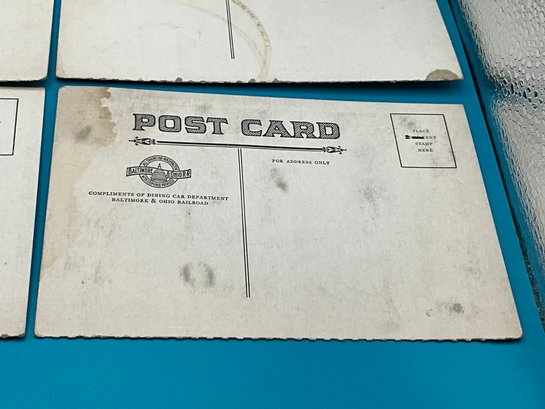 POST CARD
PLACE
CENT
STAMP
HERE
FOR ADDRESS ONLY
COMPLIMENTS OF DINING CAR DEPARTMENT
BALTIMORE & OHIO RAILROAD